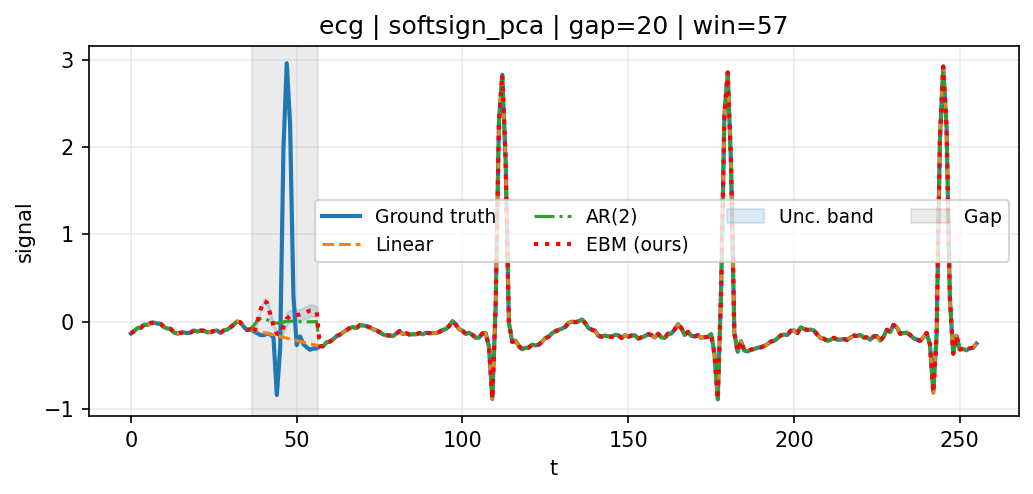 ecg | softsign_pca | gap=20 | win=57
3
2
1
0
−1
signal
Ground truth AR(2) Unc. band Gap
Linear EBM (ours)
0 50 100 150 200 250
t